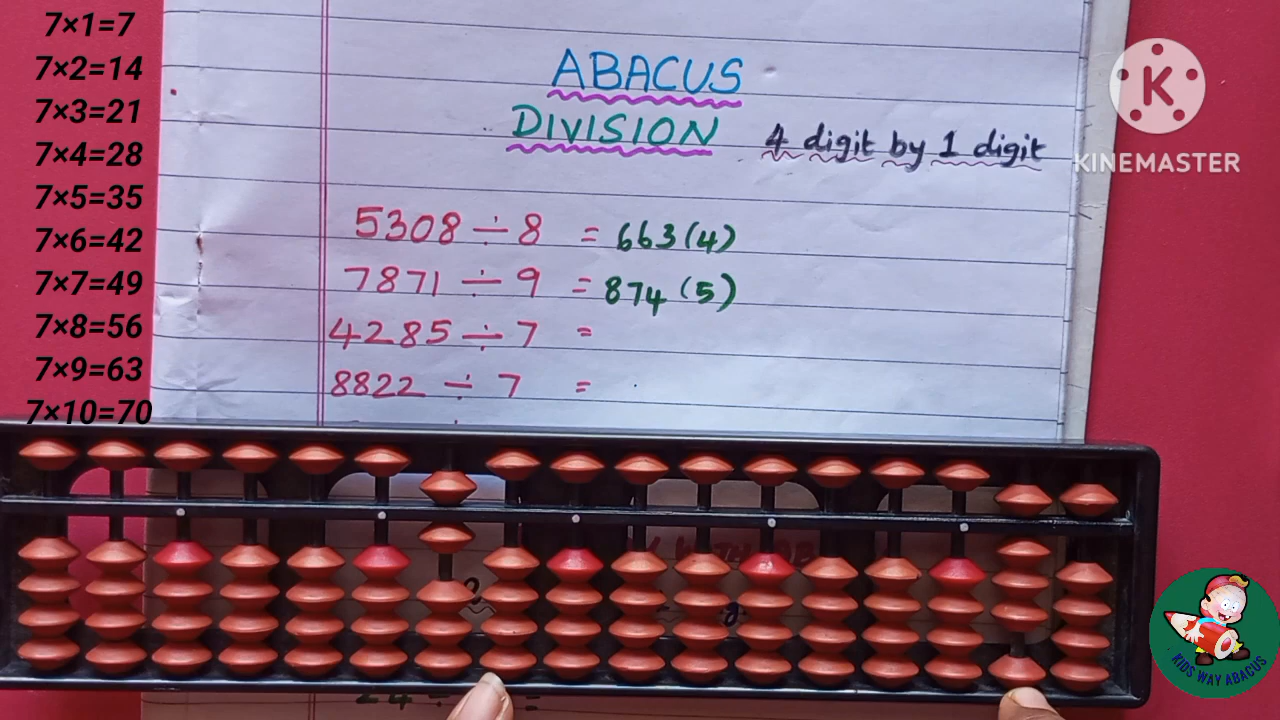 7×1=7
7×2=14
7×3=21
7×4=28
7×5=35
7×6=42
7×7=49
7×8=56
7×9=63
7×10=70
ABACUS
DIVISION 4 digit by 1 digit
5308 ÷ 8 = 663 (4)
7871 ÷ 9 = 874 (5)
4285 ÷ 7 =
8822 ÷ 7 =
K
KINEMASTER
KIDS WAY ABACUS